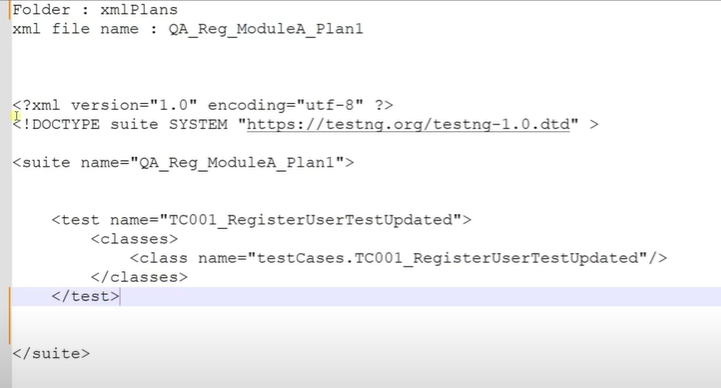 Folder : xmlPlans
xml file name : QA_Reg_ModuleA_Plan1
<?xml version="1.0" encoding="utf-8" ?>
<!DOCTYPE suite SYSTEM "https://testng.org/testng-1.0.dtd" >
<suite name="QA_Reg_ModuleA_Plan1">
<test name="TC001_RegisterUserTestUpdated">
<classes>
<class name="testCases.TC001_RegisterUserTestUpdated"/>
</classes>
</test>
</suite>